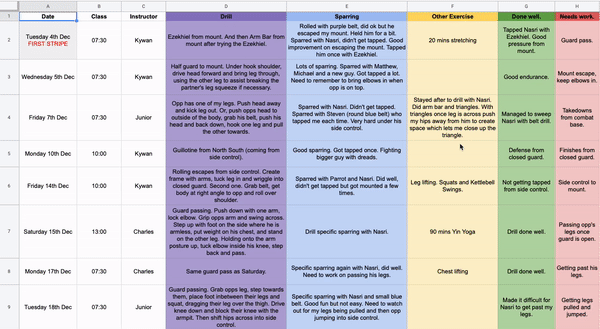 A B C D E F G H
1 Date Class Instructor Drill Sparring Other Exercise Done well. Needs work.
2
Tuesday 4th Dec
FIRST STRIPE
07:30
Kywan
Ezekiel from mount. And then Arm Bar from
mount after trying the Ezekhiel.
Rolled with purple belt, did ok but he
escaped my mount. Held him for a bit.
Sparred with Nasri, didn't get tapped. Good
improvement on escaping the mount. Tapped
him once with Ezekiel.
20 mins stretching
Tapped Nasri with
Ezekiel. Good
pressure from
mount.
Guard pass.
3
Wednesday 5th Dec
07:30
Kywan
Half guard to mount. Under hook shoulder,
drive head forward and bring leg through,
using the other leg to assist breaking the
partner's leg squeeze if necessary.
Lots of sparring. Sparred with Matthew,
Michael and a new guy. Got tapped a lot.
Need to remember to bring elbows in when
opp is on top.
Good endurance.
Mount escape,
keep elbows in.
4
Friday 7th Dec
07:30
Junior
Opp has one of my legs. Push head away
and kick leg out. Or, push opps head to
outside of the body, grab his belt, push his
head and back down, hook one leg and pull
the other towards.
Sparred with Nasri. Didn't get tapped.
Sparred with Steven (round blue belt) who
tapped me each time. Very hard under his
side control.
Stayed after to drill with Nasri.
Did arm bar and triangles. With
triangles once leg is across push
my hips away from him to create
space which lets me close up the
triangle.
Managed to sweep
Nasri with belt drill.
Takedowns
from combat
base.
5
Monday 10th Dec
10:00
Kywan
Guillotine from North South (coming from
side control).
Good sparring. Got tapped once. Fighting
bigger guy with dreads.
Defense from
closed guard.
Finishes from
closed guard.
6
Friday 14th Dec
10:00
Kywan
Rolling escapes from side control. Create
frame with arms, tuck leg in and wriggle into
closed guard. Second one. Grab belt, get
body at right angle to opp and roll over
shoulder.
Sparred with Parrot and Nasri. Did well,
didn't get tapped but got mounted a few
times.
Leg lifting. Squats and Kettlebell
Swings.
Not getting tapped
from side control.
Side control to
mount.
7
Saturday 15th Dec
13:00
Charles
Guard passing. Push down with one arm,
lock elbow. Grip opps arm and swing across.
Step up with foot on the side where he is
armless, put weight on his chest, and stand
on the other leg. Holding onto the arm
posture up, tuck elbow inside his knee, step
back and pass.
Drill specific sparring with Nasri.
90 mins Yin Yoga
Drill done well.
Passing opp's
legs once
guard is open.
8
Monday 17th Dec
07:30
Charles
Same guard pass as Saturday.
Specific sparring again with Nasri, did well.
Need to work on passing his legs.
Chest lifting
Drill done well.
Getting past his
legs.
9
Tuesday 18th Dec
07:30
Junior
Guard passing. Grab opps leg, step towards
them, place foot inbetween their legs and
squat, dragging their leg over the thigh. Drive
knee down and block their knee with the
armpit. Then shift hips across into side
control.
Specific sparring with Nasri and small blue
belt. Good fun but not easy. Need to watch
out for my legs being pulled and then opp
jumping into side control.
Made it difficult for
Nasri to get past my
legs.
Getting legs
pulled and
jumped.